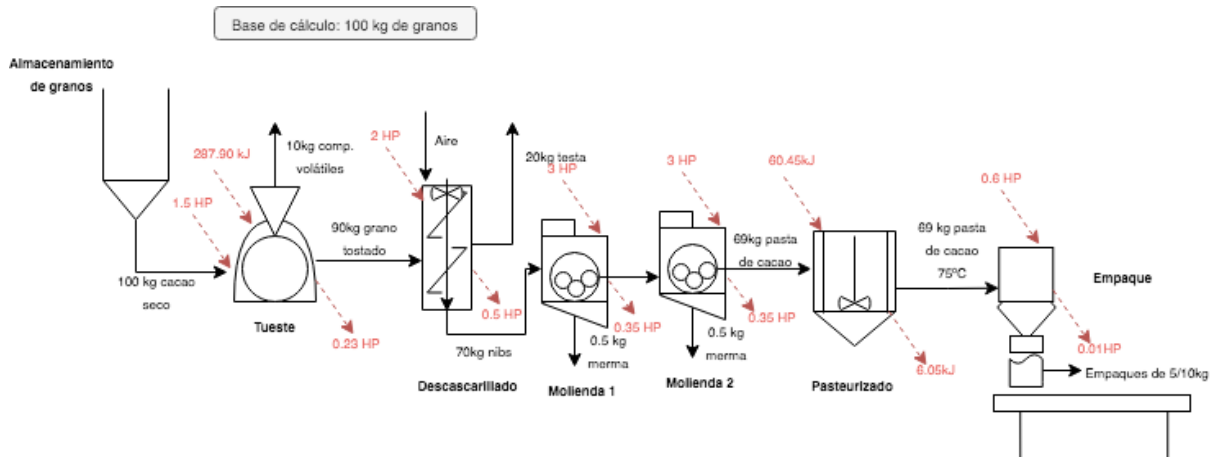 Base de cálculo: 100 kg de granos
Almacenamiento
de granos
287.90 kJ
10kg comp.
volátiles
1.5 HP
100 kg cacao
seco
Tueste
0.23 HP
90kg grano
tostado
2 HP
Aire
20kg testa
0.5 HP
70kg nibs
Descascarillado
3 HP
0.35 HP
0.5 kg
merma
Molienda 1
3 HP
69kg pasta
de cacao
0.35 HP
0.5 kg
merma
Molienda 2
60.45kJ
6.05kJ
Pasteurizado
69 kg pasta
de cacao
75ºC
0.6 HP
Empaque
0.01HP
Empaques de 5/10kg